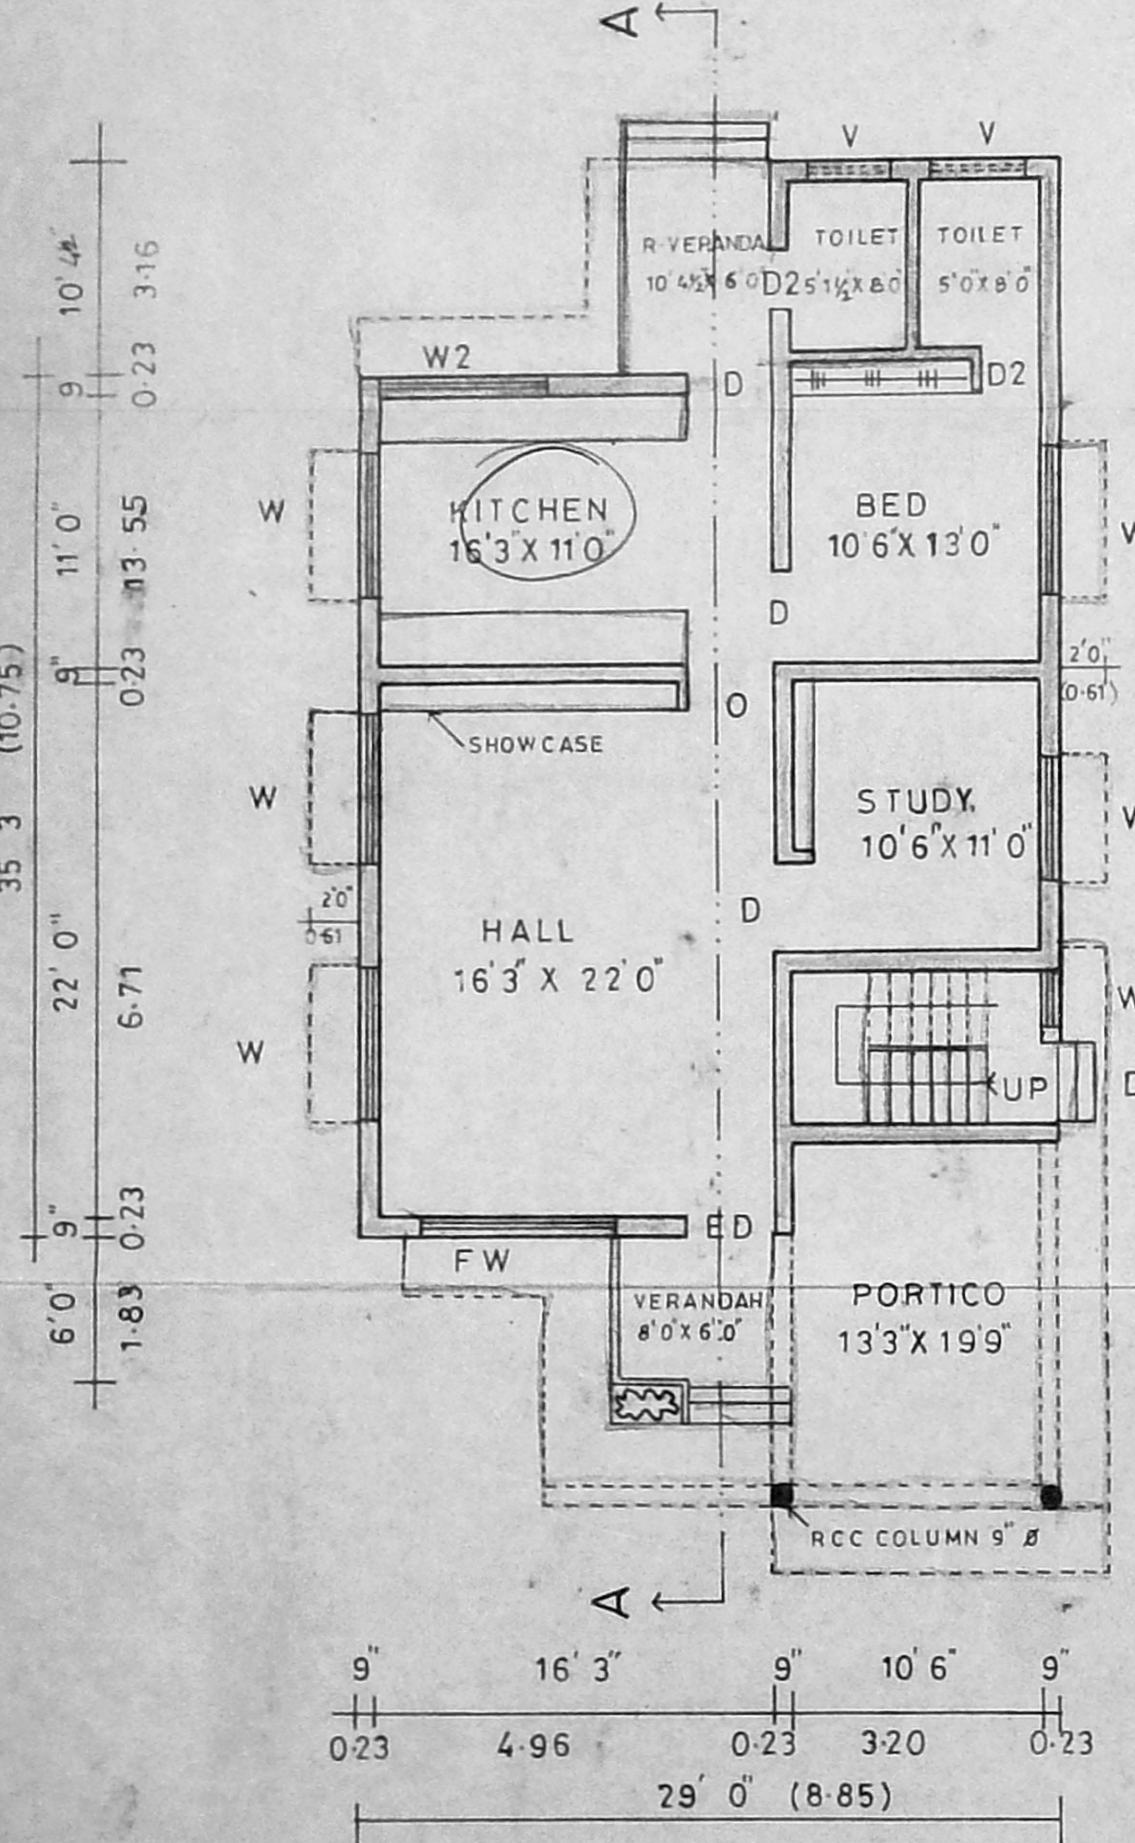 A
V V
R·VERANDA TOILET TOILET
10' 4½" X 6'0" D2 5'1½" X 8'0" 5'0" X 8'0"
W2 D D2
KITCHEN
16'3" X 11'0"
BED
10'6" X 13'0"
W
D
2'0"
(0·61)
O
SHOWCASE
W
STUDY
10'6" X 11'0"
2'0"
0·61
D
HALL
16'3" X 22'0"
W
W
UP
D
ED
FW
VERANDAH
8'0" X 6'0"
PORTICO
13'3" X 19'9"
RCC COLUMN 9" Ø
A
10' 4½" 3·16
9 0·23
11'0" 13·55
9" 0·23
35 3 (10·75)
22'0" 6·71
9" 0·23
6'0" 1·83
9" 16'3" 9" 10'6" 9"
0·23 4·96 0·23 3·20 0·23
29' 0" (8·85)